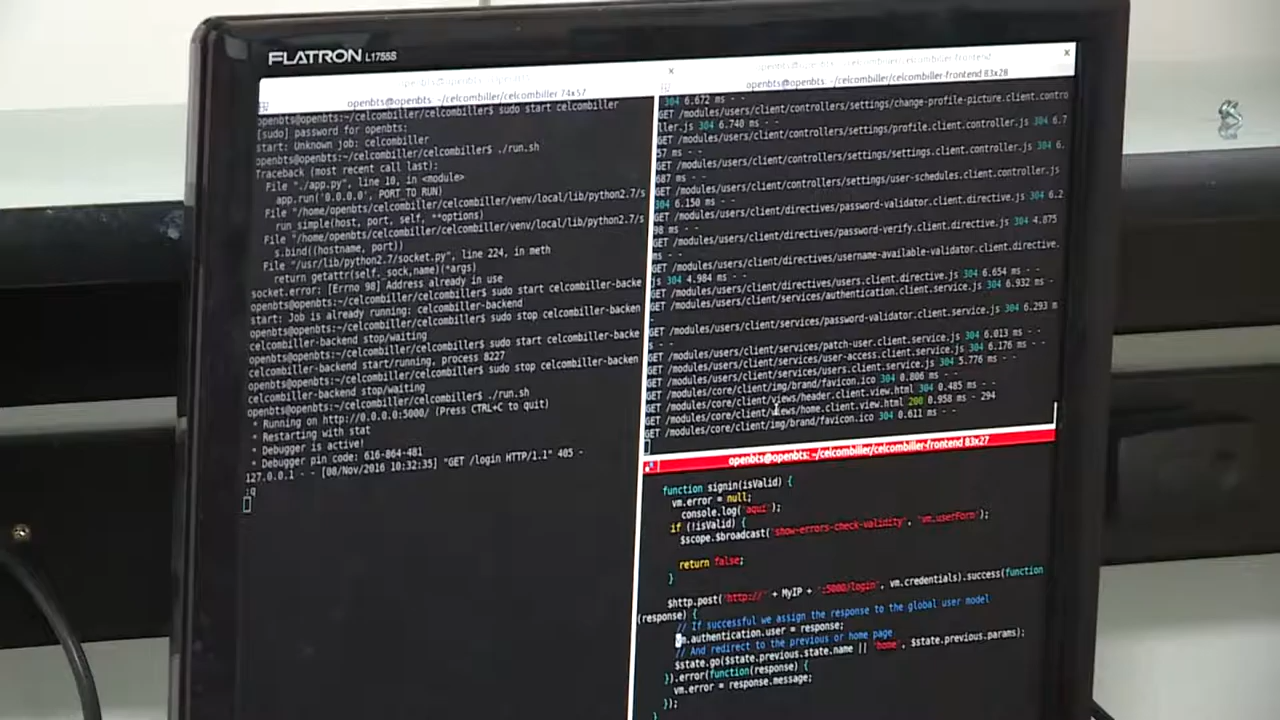 FLATRON L1755S
openbts@openbts: ~/celcombiller/celcombiller 74x57
openbts@openbts:~/celcombiller/celcombiller$ sudo start celcombiller
[sudo] password for openbts:
start: Unknown job: celcombiller
openbts@openbts:~/celcombiller/celcombiller$ ./run.sh
Traceback (most recent call last):
File "./app.py", line 10, in <module>
app.run('0.0.0.0', PORT TO RUN)
File "/home/openbts/celcombiller/venv/local/lib/python2.7/s
run_simple(host, port, self, **options)
File "/home/openbts/celcombiller/venv/local/lib/python2.7/s
s.bind((hostname, port))
File "/usr/lib/python2.7/socket.py", line 224, in meth
return getattr(self._sock,name)(*args)
socket.error: [Errno 98] Address already in use
openbts@openbts:~/celcombiller/celcombiller$ sudo start celcombiller-backe
start: Job is already running: celcombiller-backend
openbts@openbts:~/celcombiller/celcombiller$ sudo stop celcombiller-backen
celcombiller-backend stop/waiting
openbts@openbts:~/celcombiller/celcombiller$ sudo start celcombiller-backe
celcombiller-backend start/running, process 8227
openbts@openbts:~/celcombiller/celcombiller$ sudo stop celcombiller-backen
celcombiller-backend stop/waiting
openbts@openbts:~/celcombiller/celcombiller$ ./run.sh
* Running on http://0.0.0.0:5000/ (Press CTRL+C to quit)
* Restarting with stat
* Debugger is active!
* Debugger pin code: 616-864-481
127.0.0.1 - - [08/Nov/2016 10:32:35] "GET /login HTTP/1.1" 405 -
:q
openbts@openbts: ~/celcombiller/celcombiller-frontend 83x28
304 6.672 ms - -
GET /modules/users/client/controllers/settings/change-profile-picture.client.contro
ller.js 304 6.740 ms - -
GET /modules/users/client/controllers/settings/profile.client.controller.js 304 6.7
57 ms - -
GET /modules/users/client/controllers/settings/settings.client.controller.js 304 6.
687 ms - -
GET /modules/users/client/controllers/settings/user-schedules.client.controller.js
304 6.150 ms - -
GET /modules/users/client/directives/password-validator.client.directive.js 304 6.2
98 ms - -
GET /modules/users/client/directives/password-verify.client.directive.js 304 4.875
ms - -
GET /modules/users/client/directives/username-available-validator.client.directive.
js 304 4.984 ms - -
GET /modules/users/client/directives/users.client.directive.js 304 6.654 ms - -
GET /modules/users/client/services/authentication.client.service.js 304 6.932 ms -
-
GET /modules/users/client/services/password-validator.client.service.js 304 6.293 m
s - -
GET /modules/users/client/services/patch-user.client.service.js 304 6.013 ms - -
GET /modules/users/client/services/user-access.client.service.js 304 6.176 ms - -
GET /modules/users/client/services/users.client.service.js 304 5.776 ms - -
GET /modules/core/client/img/brand/favicon.ico 304 0.806 ms - -
GET /modules/core/client/views/header.client.view.html 304 0.485 ms - -
GET /modules/core/client/views/home.client.view.html 200 0.958 ms - 294
GET /modules/core/client/img/brand/favicon.ico 304 0.611 ms - -
openbts@openbts: ~/celcombiller/celcombiller-frontend 83x27
function signin(isValid) {
vm.error = null;
console.log('aqui');
if (!isValid) {
$scope.$broadcast('show-errors-check-validity', 'vm.userForm');
return false;
}
$http.post('http://' + MyIP + ':5000/login', vm.credentials).success(function
(response) {
// If successful we assign the response to the global user model
vm.authentication.user = response;
// And redirect to the previous or home page
$state.go($state.previous.state.name || 'home', $state.previous.params);
}).error(function(response) {
vm.error = response.message;
});
}